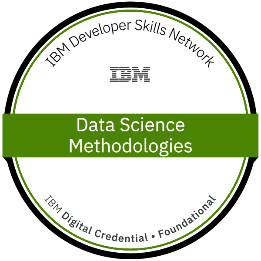 IBM Developer Skills Network
IBM
Data Science
Methodologies
IBM Digital Credential • Foundational